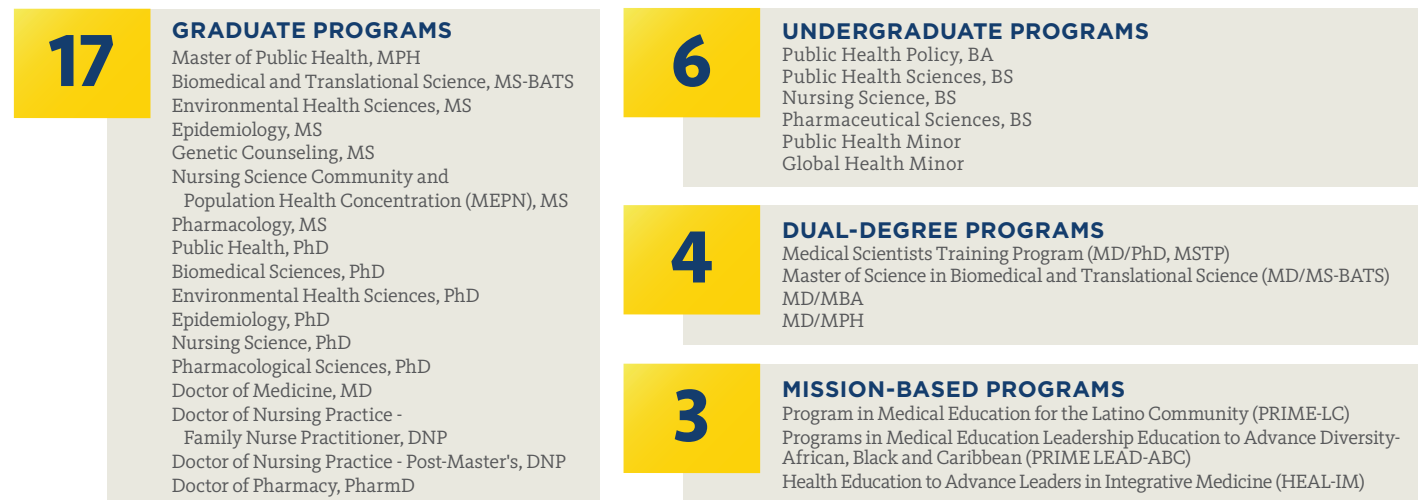 17
GRADUATE PROGRAMS
Master of Public Health, MPH
Biomedical and Translational Science, MS-BATS
Environmental Health Sciences, MS
Epidemiology, MS
Genetic Counseling, MS
Nursing Science Community and
Population Health Concentration (MEPN), MS
Pharmacology, MS
Public Health, PhD
Biomedical Sciences, PhD
Environmental Health Sciences, PhD
Epidemiology, PhD
Nursing Science, PhD
Pharmacological Sciences, PhD
Doctor of Medicine, MD
Doctor of Nursing Practice -
Family Nurse Practitioner, DNP
Doctor of Nursing Practice - Post-Master's, DNP
Doctor of Pharmacy, PharmD
6
UNDERGRADUATE PROGRAMS
Public Health Policy, BA
Public Health Sciences, BS
Nursing Science, BS
Pharmaceutical Sciences, BS
Public Health Minor
Global Health Minor
4
DUAL-DEGREE PROGRAMS
Medical Scientists Training Program (MD/PhD, MSTP)
Master of Science in Biomedical and Translational Science (MD/MS-BATS)
MD/MBA
MD/MPH
3
MISSION-BASED PROGRAMS
Program in Medical Education for the Latino Community (PRIME-LC)
Programs in Medical Education Leadership Education to Advance Diversity-
African, Black and Caribbean (PRIME LEAD-ABC)
Health Education to Advance Leaders in Integrative Medicine (HEAL-IM)